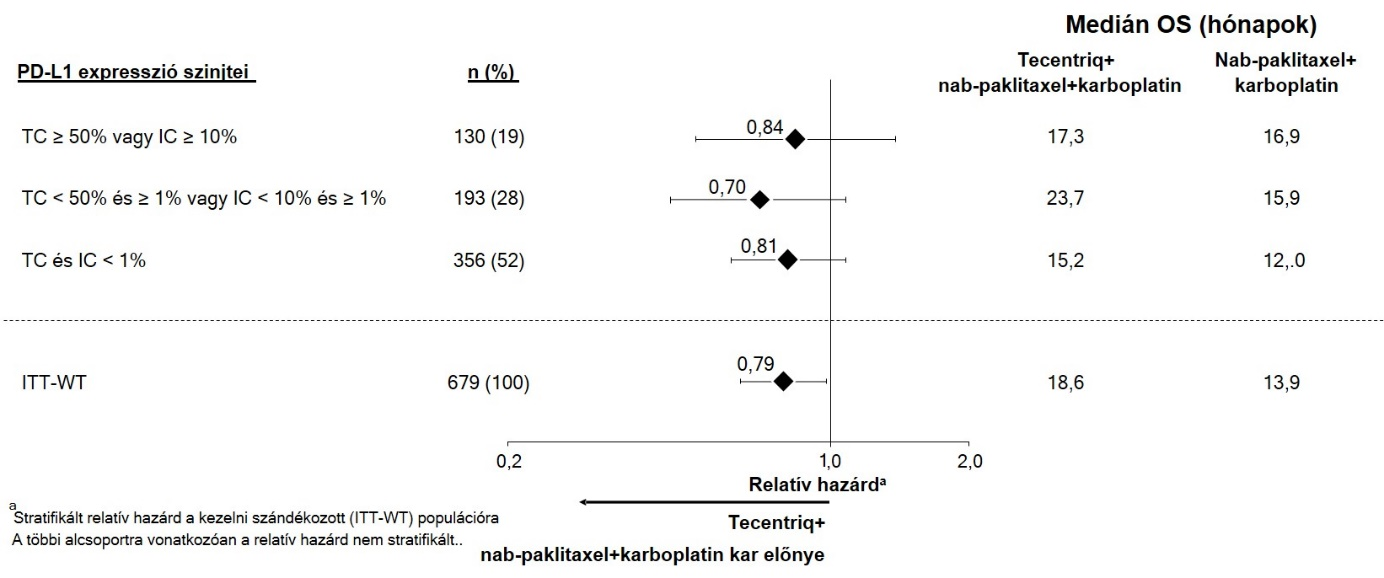 Medián OS (hónapok)
PD-L1 expresszió szinjtei n (%) Tecentriq+ Nab-paklitaxel+
nab-paklitaxel+karboplatin karboplatin
TC ≥ 50% vagy IC ≥ 10% 130 (19) 0,84 17,3 16,9
TC < 50% és ≥ 1% vagy IC < 10% és ≥ 1% 193 (28) 0,70 23,7 15,9
TC és IC < 1% 356 (52) 0,81 15,2 12,.0
ITT-WT 679 (100) 0,79 18,6 13,9
0,2 1,0 2,0
Relatív hazárdª
Tecentriq+
nab-paklitaxel+karboplatin kar előnye
ªStratifikált relatív hazárd a kezelni szándékozott (ITT-WT) populációra
A többi alcsoportra vonatkozóan a relatív hazárd nem stratifikált..